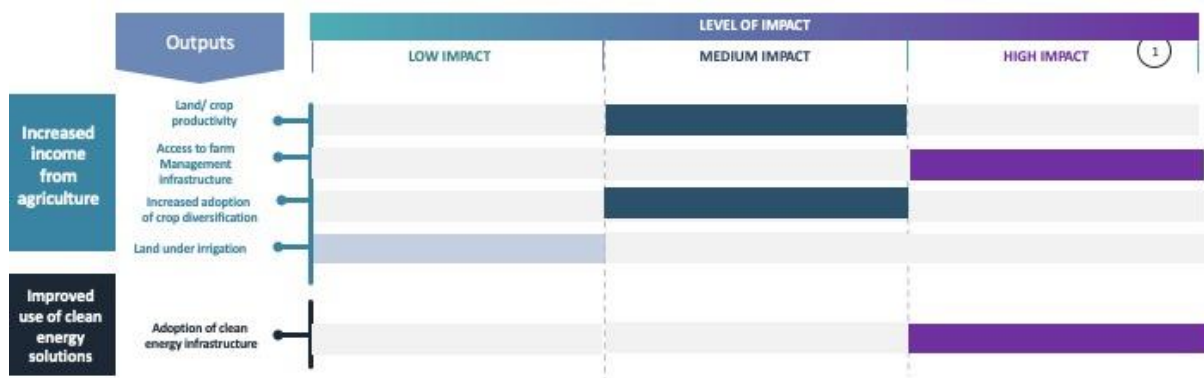 Outputs
LEVEL OF IMPACT
LOW IMPACT
MEDIUM IMPACT
HIGH IMPACT
1
Increased
income
from
agriculture
Land/ crop
productivity
Access to farm
Management
infrastructure
Increased adoption
of crop diversification
Land under irrigation
Improved
use of clean
energy
solutions
Adoption of clean
energy infrastructure